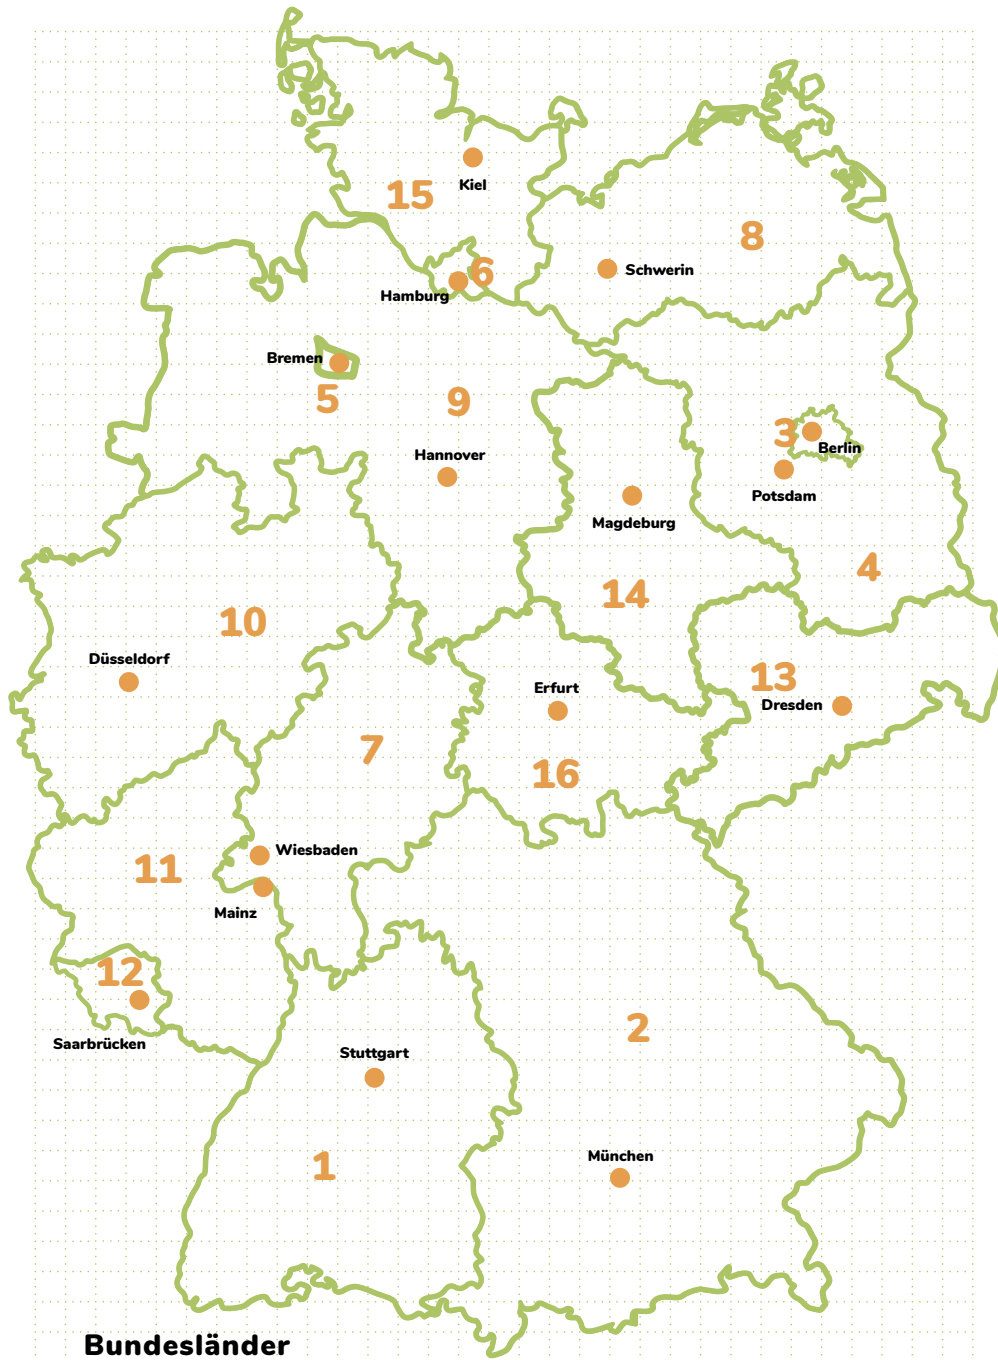 Kiel
15
8
6
Schwerin
Hamburg
Bremen
5
9
3
Berlin
Hannover
Potsdam
Magdeburg
4
14
10
Düsseldorf
13
Erfurt
Dresden
7
16
Wiesbaden
11
Mainz
12
2
Saarbrücken
Stuttgart
München
1
Bundesländer